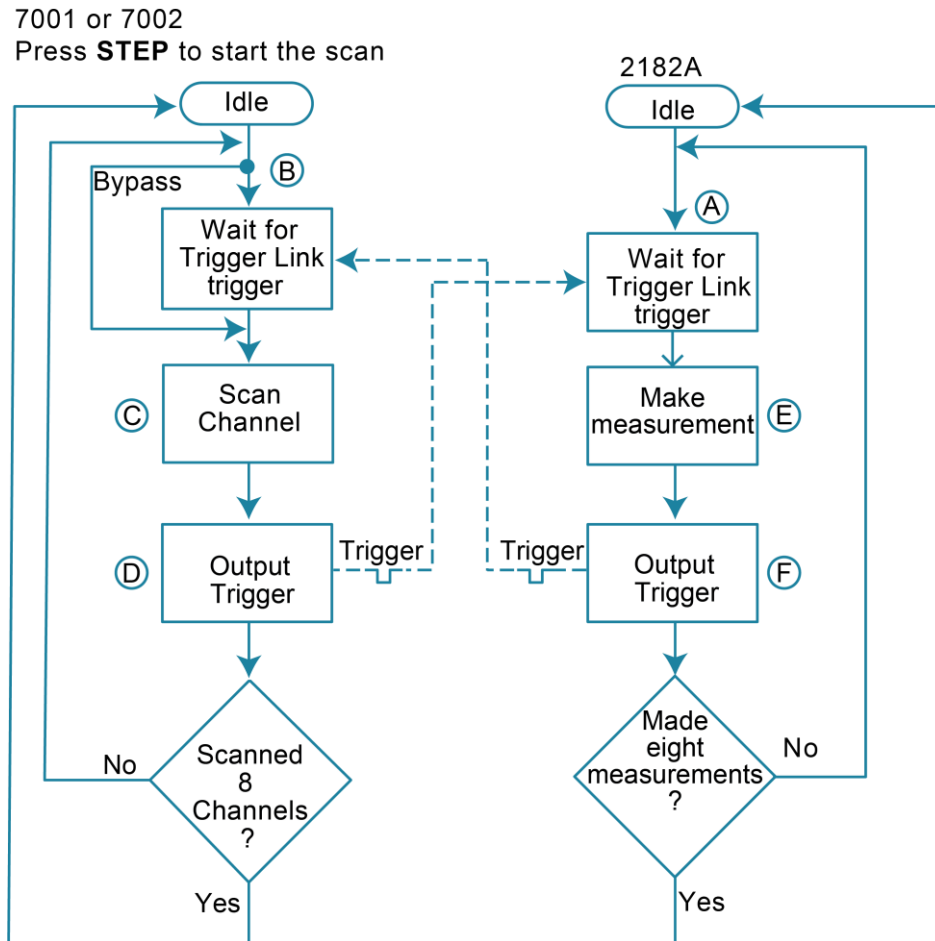 7001 or 7002
Press STEP to start the scan
Idle
B
Bypass
Wait for
Trigger Link
trigger
C
Scan
Channel
D
Output
Trigger
Trigger
No
Scanned
8
Channels
?
Yes
2182A
Idle
A
Wait for
Trigger Link
trigger
Make
measurement
E
Trigger
Output
Trigger
F
Made
eight
measurements
?
No
Yes